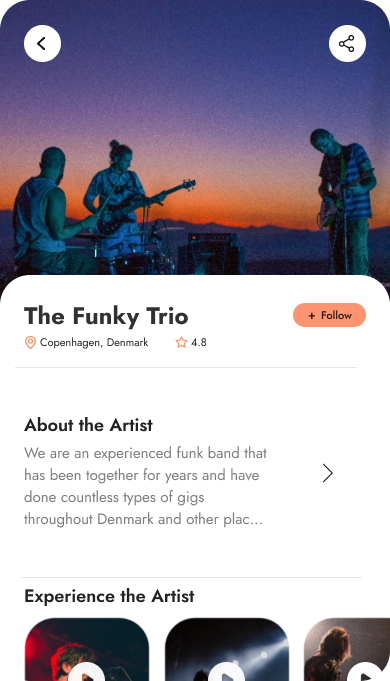 The Funky Trio
+ Follow
Copenhagen, Denmark
4.8
About the Artist
We are an experienced funk band that
has been together for years and have
done countless types of gigs
throughout Denmark and other plac...
Experience the Artist